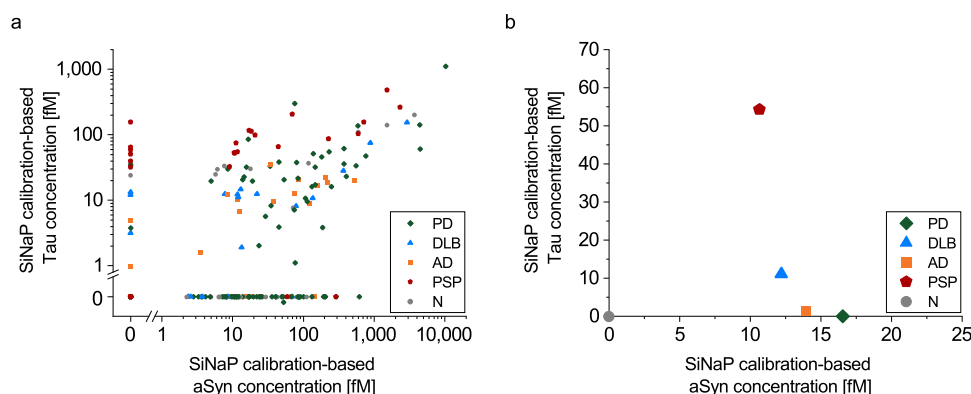 a
SiNaP calibration-based
Tau concentration [fM]
1,000
100
10
1
0
0
1
10
100
1,000
10,000
SiNaP calibration-based
aSyn concentration [fM]
PD
DLB
AD
PSP
N
b
SiNaP calibration-based
Tau concentration [fM]
70
60
50
40
30
20
10
0
0
5
10
15
20
25
SiNaP calibration-based
aSyn concentration [fM]
PD
DLB
AD
PSP
N